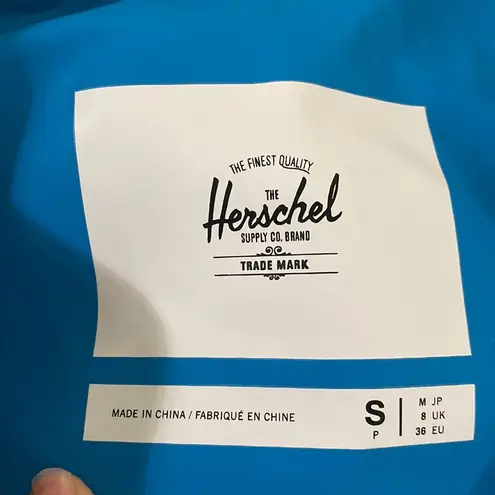 THE FINEST QUALITY
THE
Herschel
SUPPLY CO. BRAND
TRADE MARK
MADE IN CHINA / FABRIQUÉ EN CHINE
S
P
M JP
8 UK
36 EU